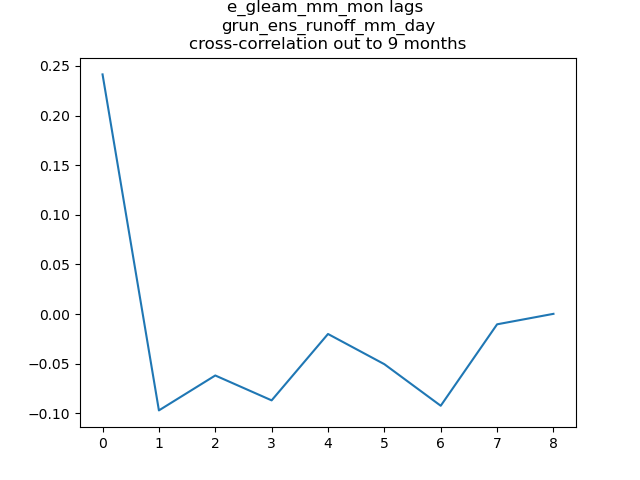 e_gleam_mm_mon lags
grun_ens_runoff_mm_day
cross-correlation out to 9 months
0.25
0.20
0.15
0.10
0.05
0.00
−0.05
−0.10
0 1 2 3 4 5 6 7 8